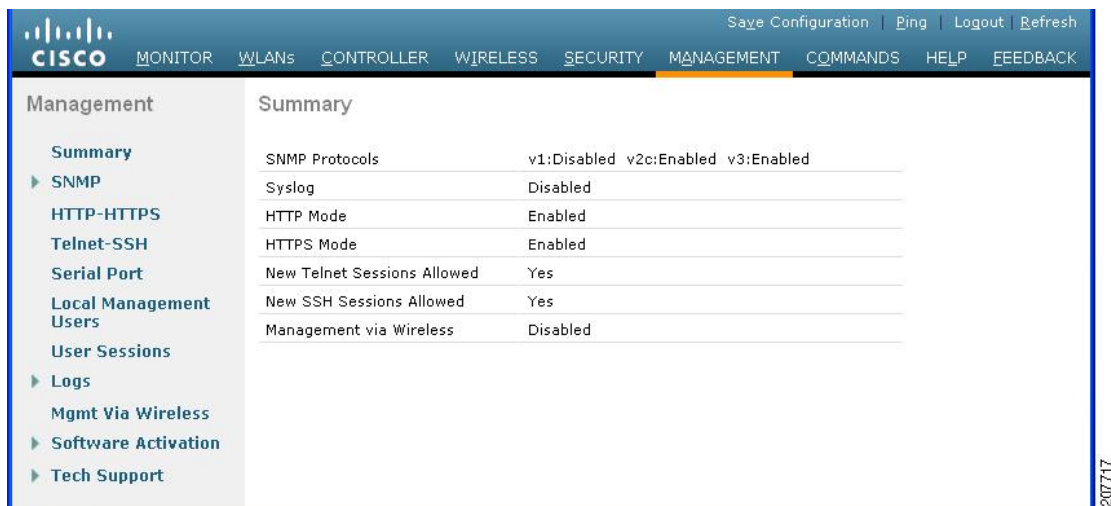 Save Configuration | Ping | Logout | Refresh
CISCO MONITOR WLANs CONTROLLER WIRELESS SECURITY MANAGEMENT COMMANDS HELP FEEDBACK
Management
Summary
SNMP
HTTP-HTTPS
Telnet-SSH
Serial Port
Local Management
Users
User Sessions
Logs
Mgmt Via Wireless
Software Activation
Tech Support
Summary
SNMP Protocols v1:Disabled v2c:Enabled v3:Enabled
Syslog Disabled
HTTP Mode Enabled
HTTPS Mode Enabled
New Telnet Sessions Allowed Yes
New SSH Sessions Allowed Yes
Management via Wireless Disabled
207717